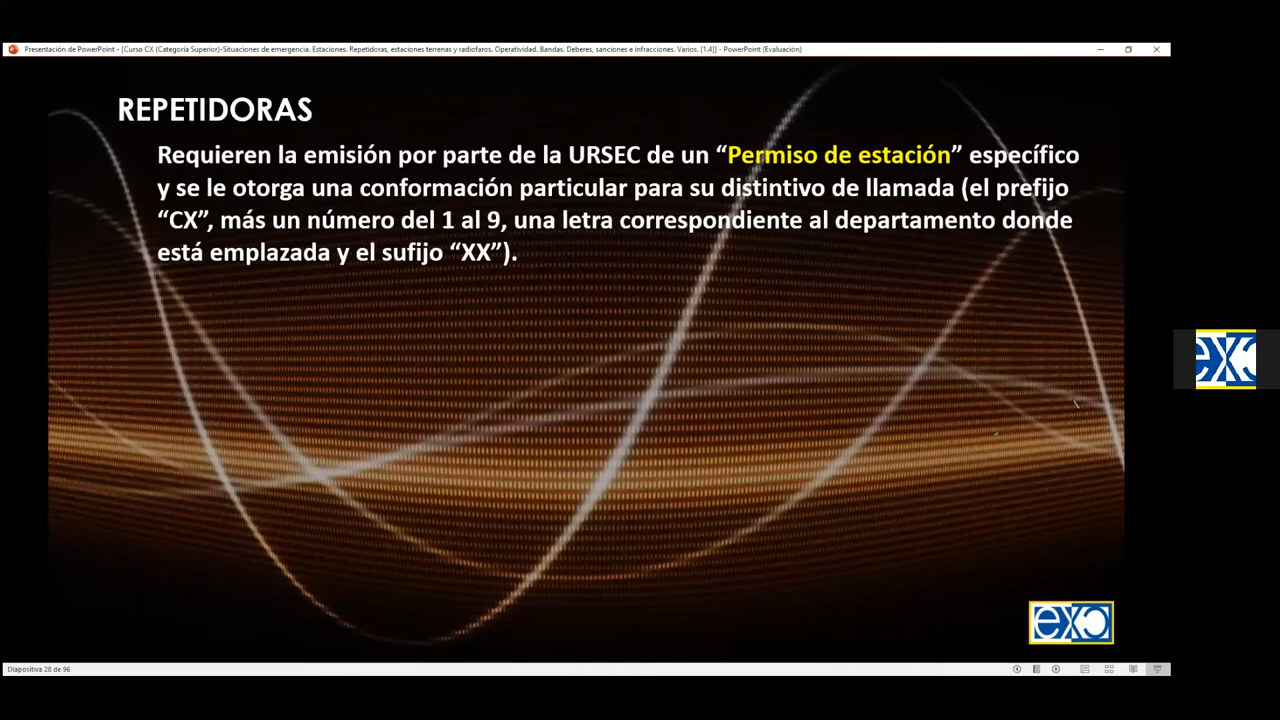 Presentación de PowerPoint - [Curso CX (Categoría Superior)-Situaciones de emergencia. Estaciones. Repetidoras, estaciones terrenas y radiofaros. Operatividad. Bandas. Deberes, sanciones e infracciones. Varios. [1.4]] - PowerPoint (Evaluación)
REPETIDORAS
Requieren la emisión por parte de la URSEC de un “Permiso de estación” específico
y se le otorga una conformación particular para su distintivo de llamada (el prefijo
“CX”, más un número del 1 al 9, una letra correspondiente al departamento donde
está emplazada y el sufijo “XX”).
Diapositiva 28 de 96